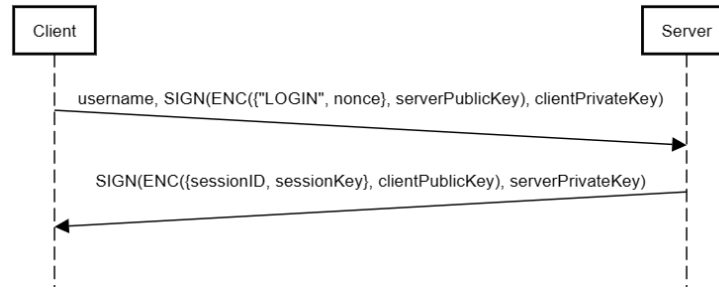 Client
Server
username, SIGN(ENC({"LOGIN", nonce}, serverPublicKey), clientPrivateKey)
SIGN(ENC({sessionID, sessionKey}, clientPublicKey), serverPrivateKey)